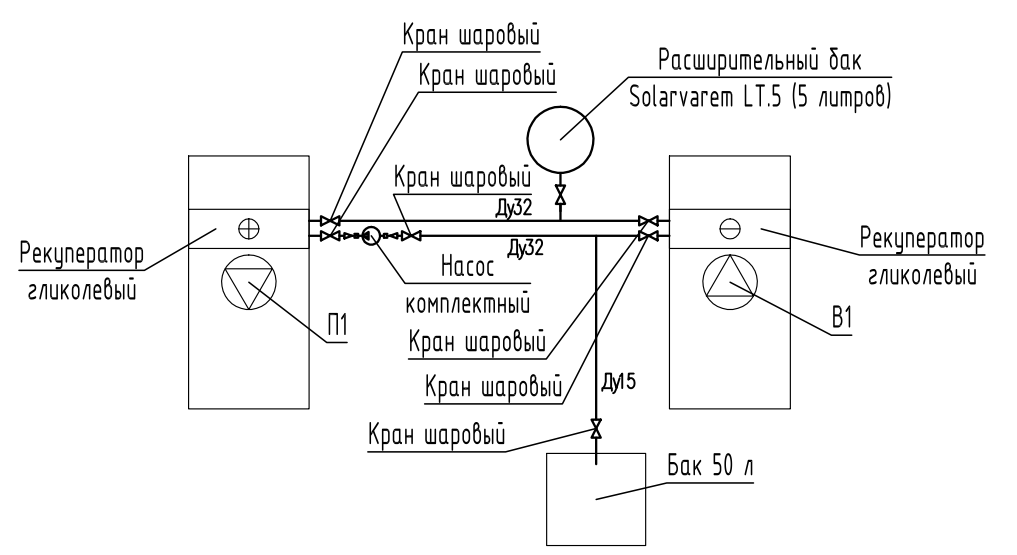 Кран шаровый
Кран шаровый
Расширительный бак
Solarvarem LT.5 (5 литров)
Кран шаровый
Ду32
Ду32
Рекуператор
гликолевый
Насос
комплектный
Рекуператор
гликолевый
П1
В1
Кран шаровый
Кран шаровый
Ду15
Кран шаровый
Бак 50 л